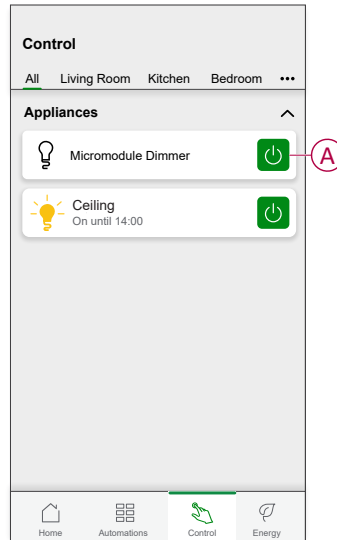 Control
All Living Room Kitchen Bedroom •••
Appliances
Micromodule Dimmer
A
Ceiling
On until 14:00
Home Automations Control Energy